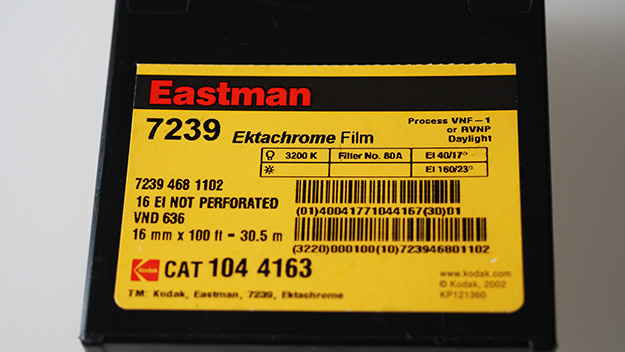 Eastman
7239 Ektachrome Film
Process VNF-1
or RVNP
Daylight
3200 K Filter No. 80A EI 40/17°
EI 160/23°
7239 468 1102
16 EI NOT PERFORATED
VND 636
16 mm x 100 ft - 30.5 m
(01)40041771044167(30)01
(3220)000100(10)723946801102
Kodak CAT 104 4163
www.kodak.com
© Kodak, 2002
KP121360
TM: Kodak, Eastman, 7239, Ektachrome